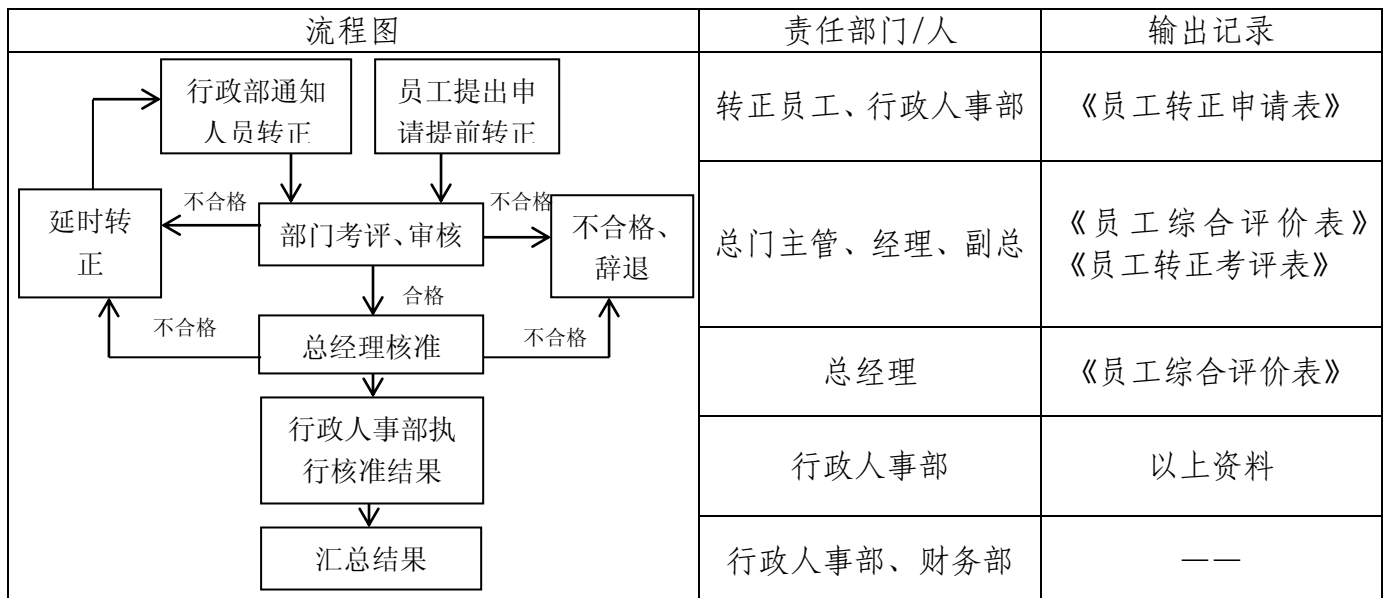 流程图
责任部门/人
输出记录
行政部通知
人员转正
员工提出申
请提前转正
转正员工、行政人事部
《员工转正申请表》
延时转
正
不合格
部门考评、审核
不合格
不合格、
辞退
总门主管、经理、副总
《员工综合评价表》
《员工转正考评表》
合格
不合格
总经理核准
不合格
总经理
《员工综合评价表》
行政人事部执
行核准结果
行政人事部
以上资料
汇总结果
行政人事部、财务部
——